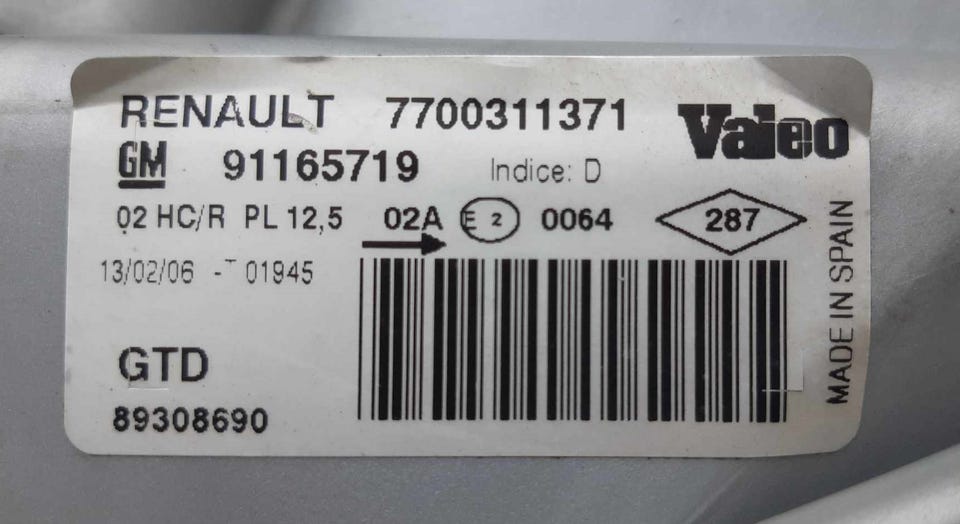 RENAULT 7700311371 Valeo
GM 91165719 Indice: D
02 HC/R PL 12,5 02A E 2 0064 287
13/02/06 - T 01945
GTD
89308690
MADE IN SPAIN